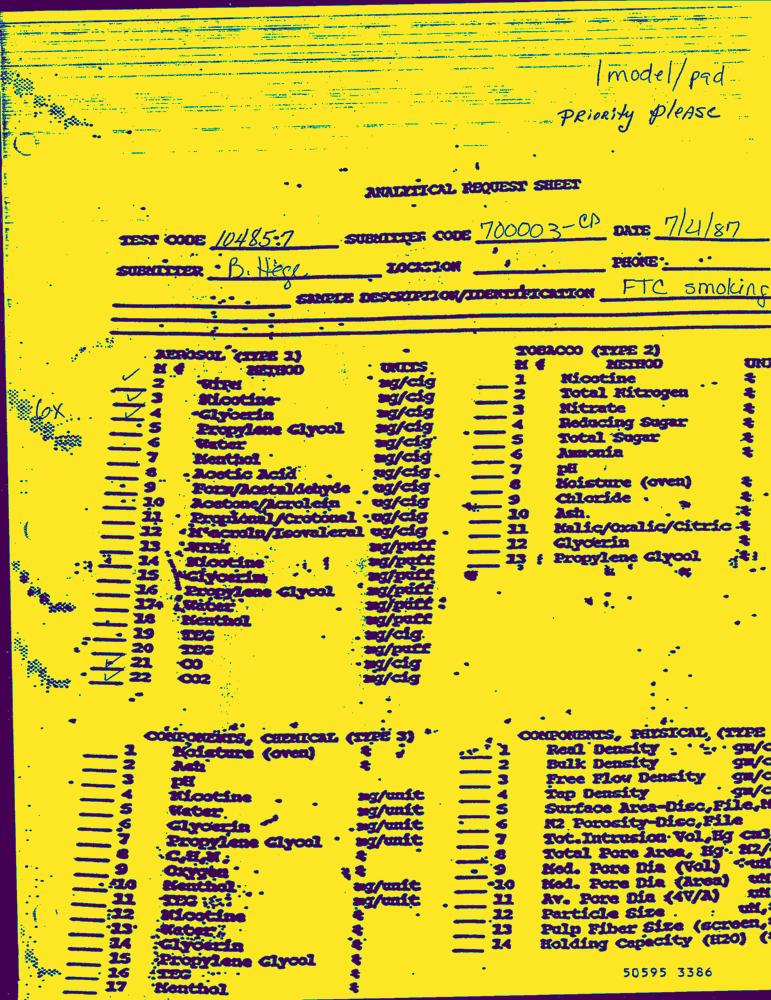 1 model/pad
Priority Please
ANALYTICAL REQUEST SHEET
TEST CODE 10485:7 SUBMITTER CODE 700003-CD DATE 7/21/87
SUBMITTER B. Hege LOCATION PHONE
SAMPLE DESCRIPTION/IDENTIFICATION FTC smoking
AEROSOL (TYPE 1)
M # METHOD UNITS
2 WTPM mg/cig
3 Nicotine mg/cig
4 Glycerin mg/cig
5 Propylene Glycol mg/cig
6 Water mg/cig
7 Menthol mg/cig
8 Acetic Acid ug/cig
9 Form/Acetaldehyde ug/cig
10 Acetone/Acrolein ug/cig
11 Propional/Crotonal ug/cig
12 M'acroln/Isovaleral ug/cig
13 WTPM mg/puff
14 Nicotine mg/puff
15 Glycerin mg/puff
16 Propylene Glycol mg/puff
17 Water mg/puff
18 Menthol mg/puff
19 TEG mg/cig
20 TEG mg/puff
21 CO mg/cig
22 CO2 mg/cig
6x
TOBACCO (TYPE 2)
M # METHOD UNI
1 Nicotine %
2 Total Nitrogen %
3 Nitrate %
4 Reducing Sugar %
5 Total Sugar %
6 Ammonia %
7 pH
8 Moisture (oven) %
9 Chloride %
10 Ash %
11 Malic/Oxalic/Citric %
12 Glycerin %
13 Propylene Glycol %
COMPONENTS, CHEMICAL (TYPE 3)
1 Moisture (oven) %
2 Ash %
3 pH
4 Nicotine mg/unit
5 Water mg/unit
6 Glycerin mg/unit
7 Propylene Glycol mg/unit
8 C,H,N %
9 Oxygen %
10 Menthol mg/unit
11 TEG mg/unit
12 Nicotine %
13 Water %
14 Glycerin %
15 Propylene Glycol %
16 TEG %
17 Menthol %
COMPONENTS, PHYSICAL, (TYPE
1 Real Density gm/c
2 Bulk Density gm/c
3 Free Flow Density gm/c
4 Tap Density gm/c
5 Surface Area-Disc,File,M
6 N2 Porosity-Disc,File
7 Tot.Intrusion Vol,Hg cm3
8 Total Pore Area, Hg M2/
9 Med. Pore Dia (Vol) uM
10 Med. Pore Dia (Area) uM
11 Av. Pore Dia (4V/A) uM
12 Particle Size uM,
13 Pulp Fiber Size (screen,
14 Holding Capacity (H2O) (
50595 3386